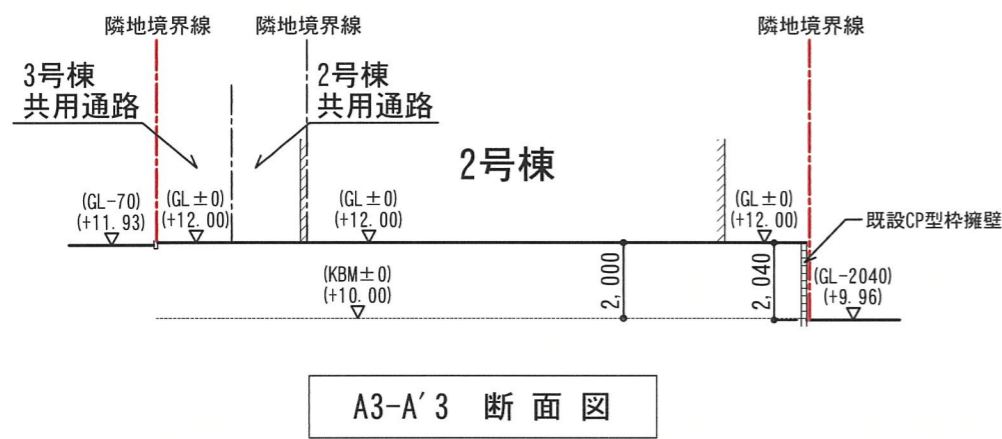 隣地境界線
隣地境界線
隣地境界線
3号棟
共用通路
2号棟
共用通路
2号棟
(GL-70)
(+11.93)
(GL±0)
(+12.00)
(GL±0)
(+12.00)
(GL±0)
(+12.00)
既設CP型枠擁壁
(KBM±0)
(+10.00)
2,000
2,040
(GL-2040)
(+9.96)
A3-A′3 断面図